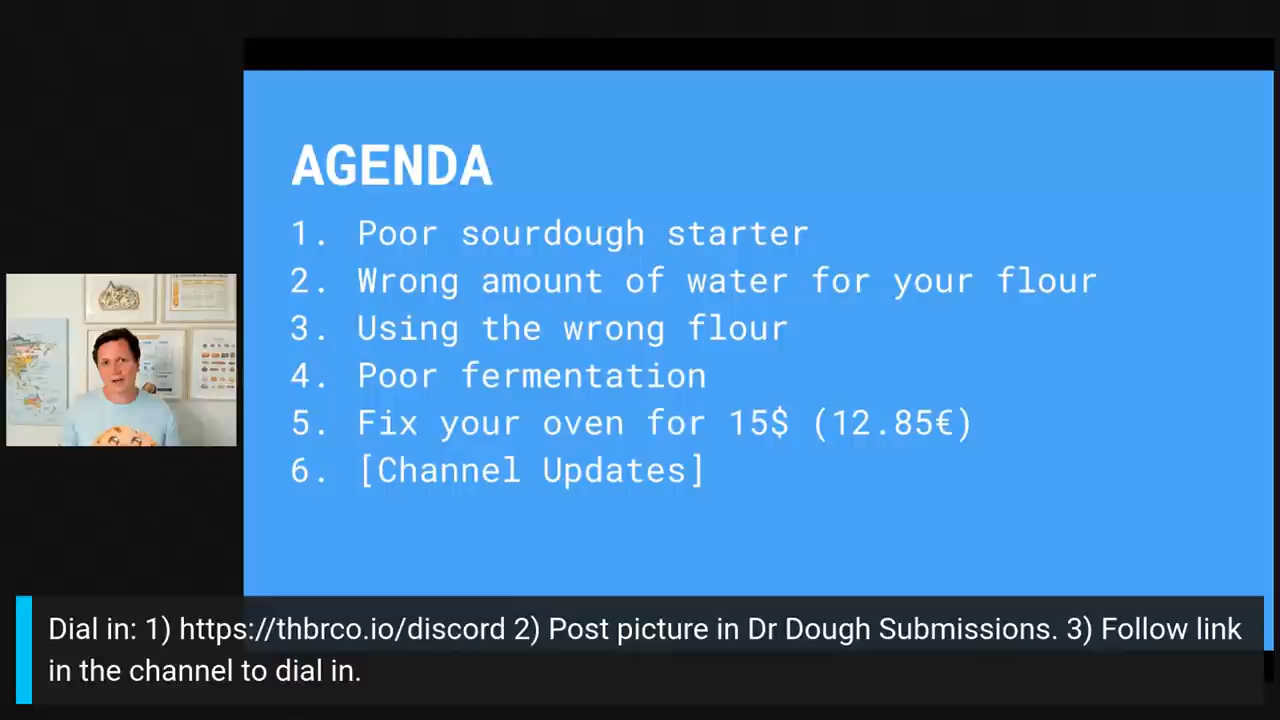 AGENDA
1. Poor sourdough starter
2. Wrong amount of water for your flour
3. Using the wrong flour
4. Poor fermentation
5. Fix your oven for 15$ (12.85€)
6. [Channel Updates]
Dial in: 1) https://thbrco.io/discord 2) Post picture in Dr Dough Submissions. 3) Follow link
in the channel to dial in.